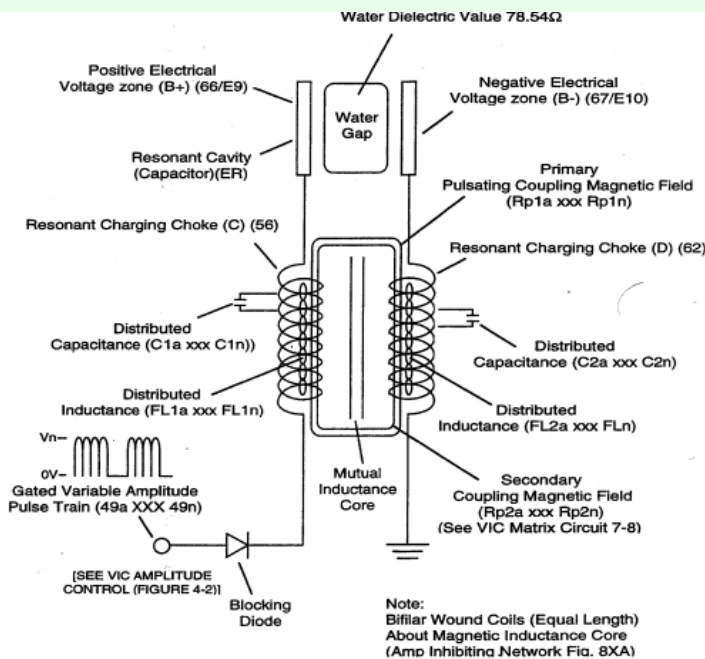 Water Dielectric Value 78.54Ω
Positive Electrical
Voltage zone (B+) (66/E9)
Negative Electrical
Voltage zone (B-) (67/E10)
Water
Gap
Resonant Cavity
(Capacitor)(ER)
Primary
Pulsating Coupling Magnetic Field
(Rp1a xxx Rp1n)
Resonant Charging Choke (C) (56)
Resonant Charging Choke (D) (62)
Distributed
Capacitance (C1a xxx C1n))
Distributed
Capacitance (C2a xxx C2n)
Distributed
Inductance (FL1a xxx FL1n)
Distributed
Inductance (FL2a xxx FLn)
Vn
0V
Mutual
Inductance
Core
Gated Variable Amplitude
Pulse Train (49a XXX 49n)
Secondary
Coupling Magnetic Field
(Rp2a xxx Rp2n)
(See VIC Matrix Circuit 7-8)
[SEE VIC AMPLITUDE
CONTROL (FIGURE 4-2)]
Blocking
Diode
Note:
Bifilar Wound Coils (Equal Length)
About Magnetic Inductance Core
(Amp Inhibiting Network Fig. 8XA)